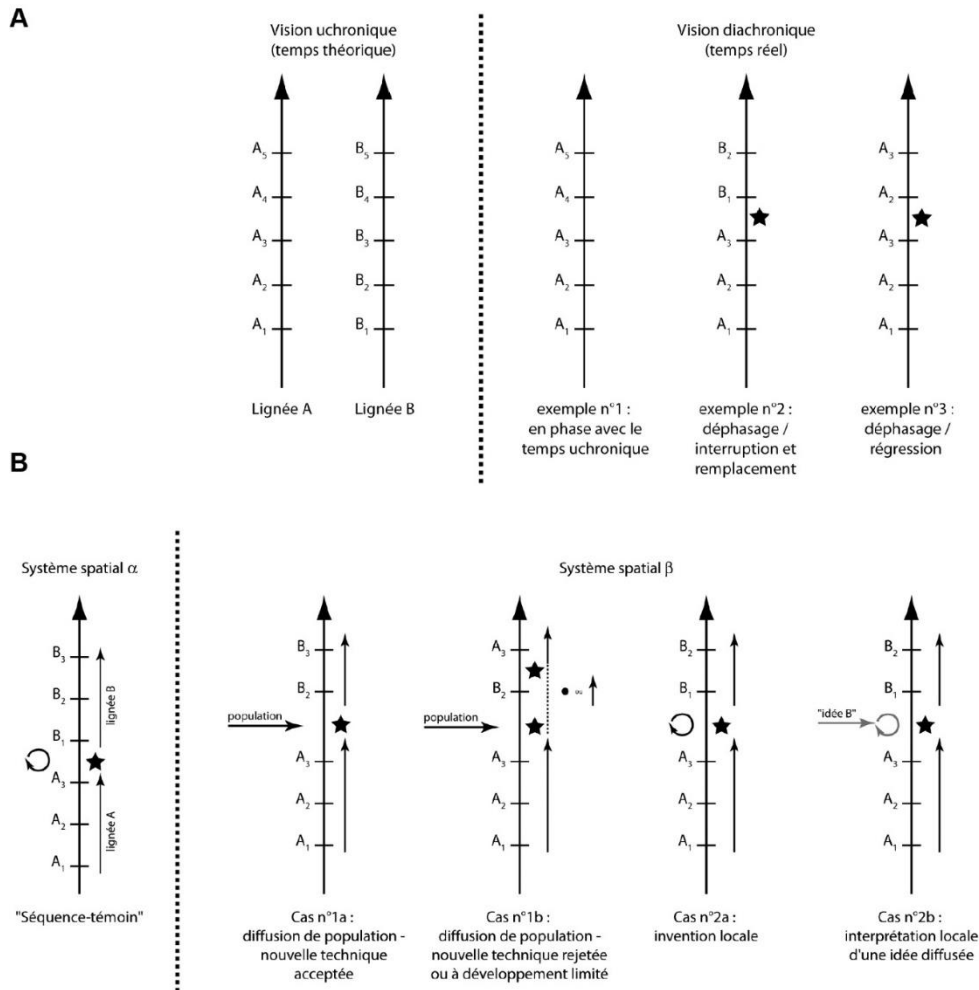 A
Vision uchronique
(temps théorique)
Vision diachronique
(temps réel)
A5
A4
A3
A2
A1
Lignée A
B5
B4
B3
B2
B1
Lignée B
A5
A4
A3
A2
A1
exemple n°1 :
en phase avec le
temps uchronique
B2
B1
A3
A2
A1
exemple n°2 :
déphasage /
interruption et
remplacement
A3
A2
A3
A2
A1
exemple n°3 :
déphasage /
régression
B
Système spatial α
B3
B2
B1
A3
A2
A1
lignée B
lignée A
"Séquence-témoin"
Système spatial β
B3
B2
population
A3
A2
A1
Cas n°1a :
diffusion de population -
nouvelle technique
acceptée
A3
B2
ou
population
A3
A2
A1
Cas n°1b :
diffusion de population -
nouvelle technique rejetée
ou à développement limité
B2
B1
A3
A2
A1
Cas n°2a :
invention locale
B2
B1
"idée B"
A3
A2
A1
Cas n°2b :
interprétation locale
d'une idée diffusée